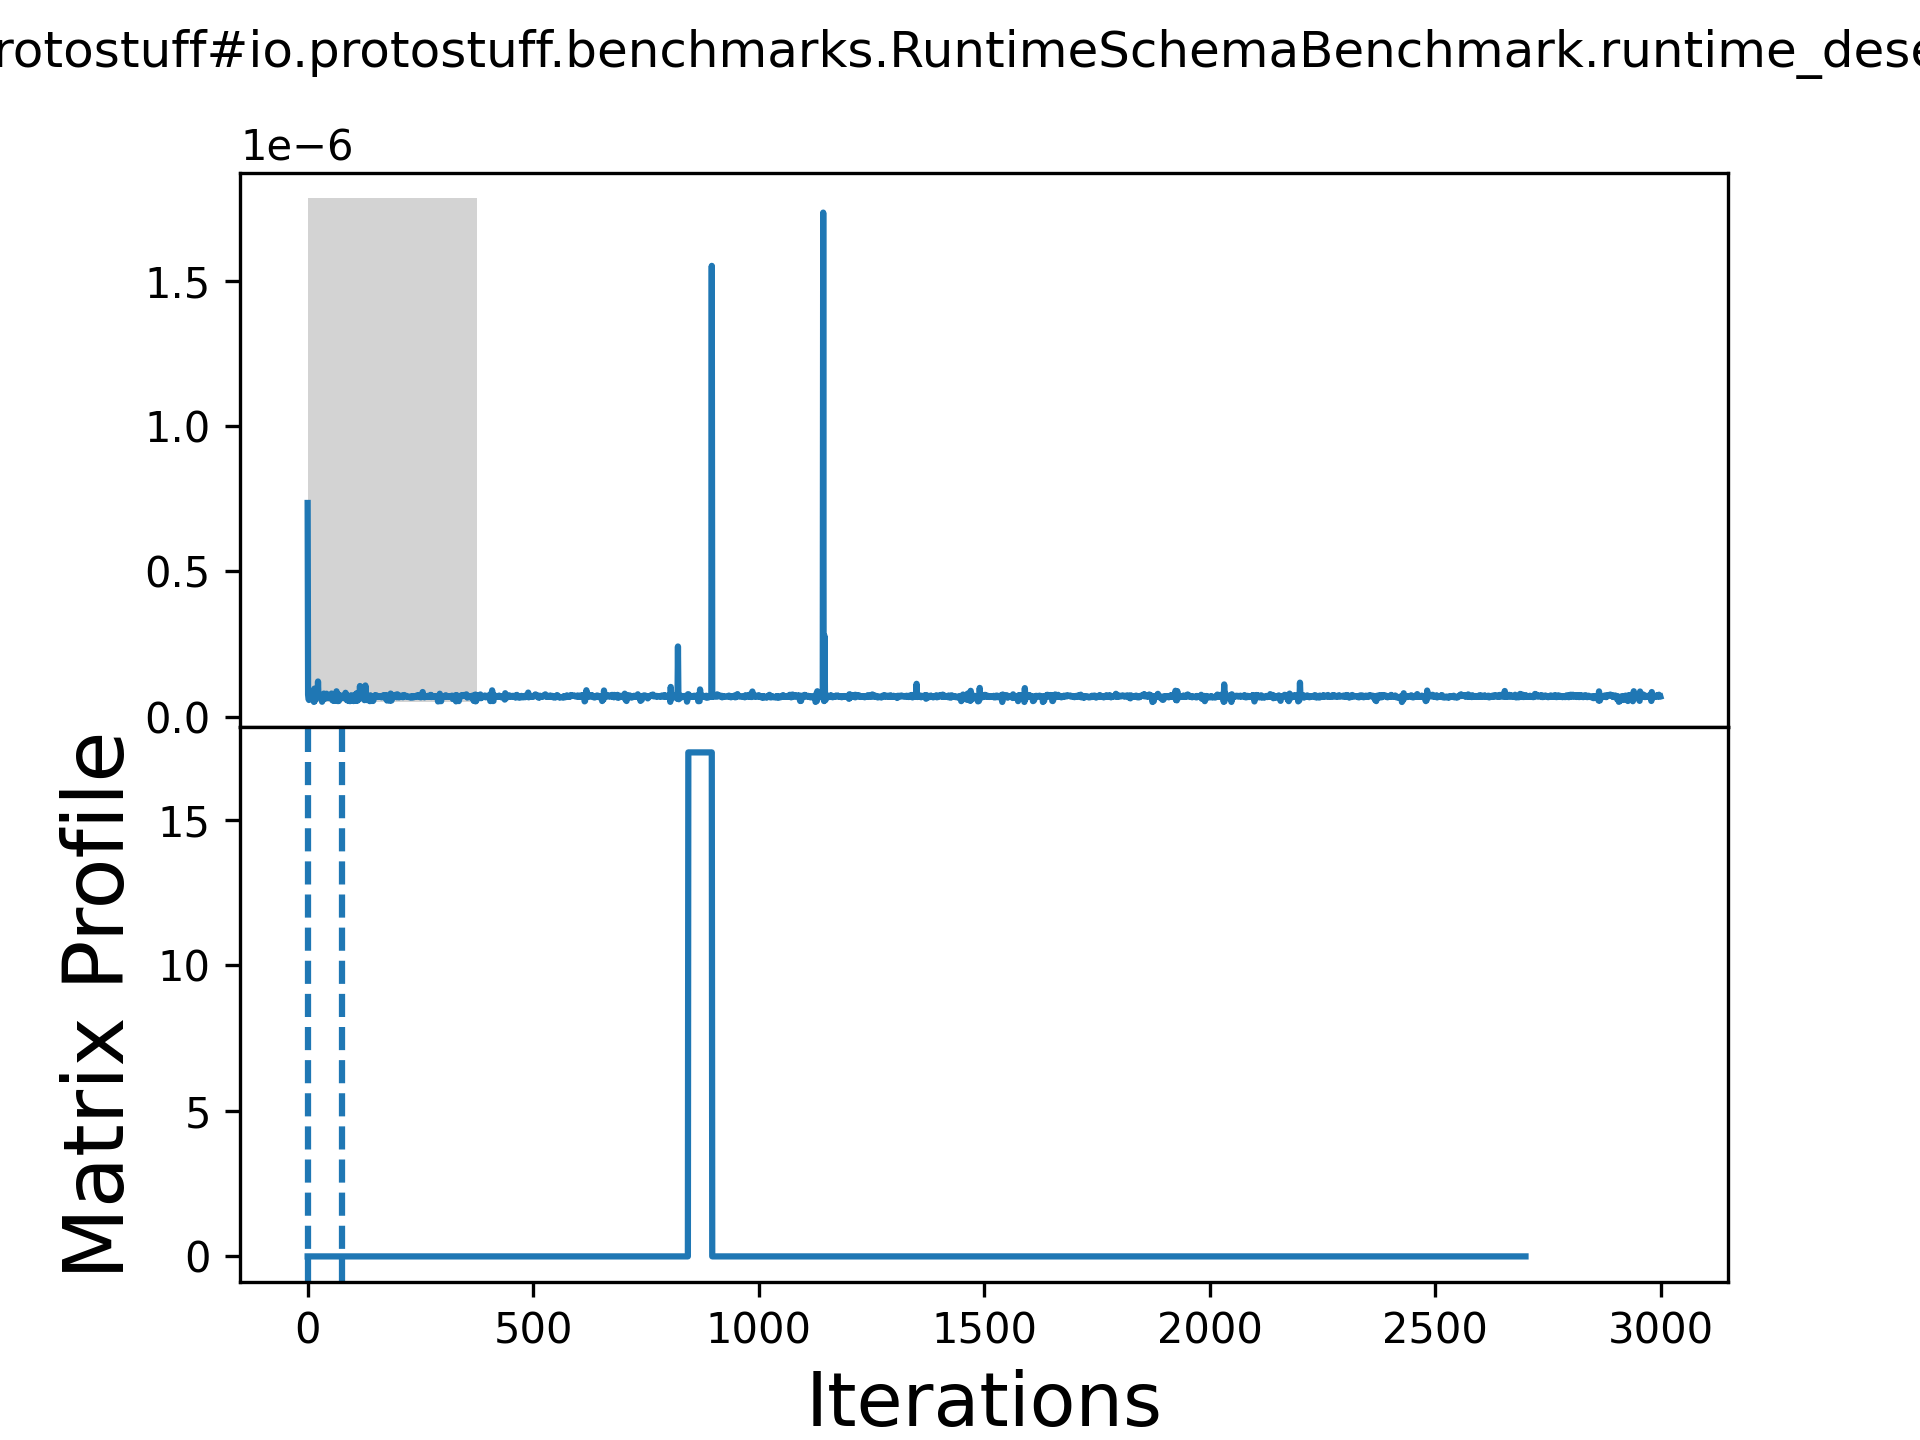 rotostuff#io.protostuff.benchmarks.RuntimeSchemaBenchmark.runtime_dese
1e−6
1.5
1.0
0.5
0.0
Matrix Profile
15
10
5
0
0 500 1000 1500 2000 2500 3000
Iterations